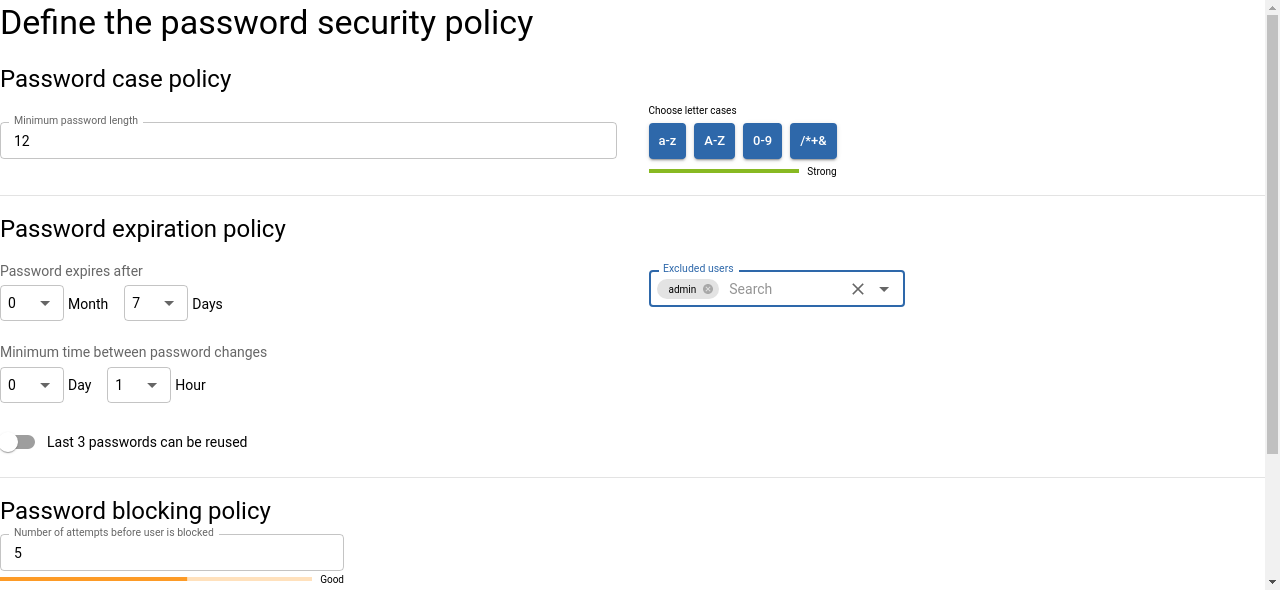 Define the password security policy
Password case policy
Minimum password length
12
Choose letter cases
a-z A-Z 0-9 /*+&
Strong
Password expiration policy
Password expires after
0 Month 7 Days
Excluded users
admin Search
Minimum time between password changes
0 Day 1 Hour
Last 3 passwords can be reused
Password blocking policy
Number of attempts before user is blocked
5
Good